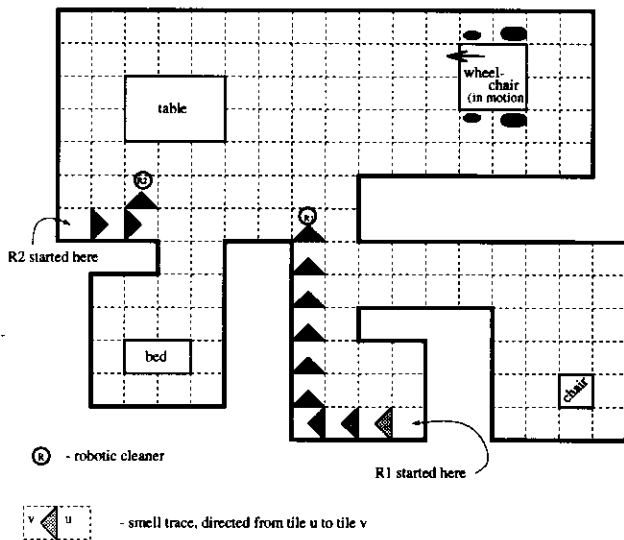 wheel-
chair
(in motion
table
R2
R1
R2 started here
bed
chair
R - robotic cleaner
R1 started here
v u - smell trace, directed from tile u to tile v